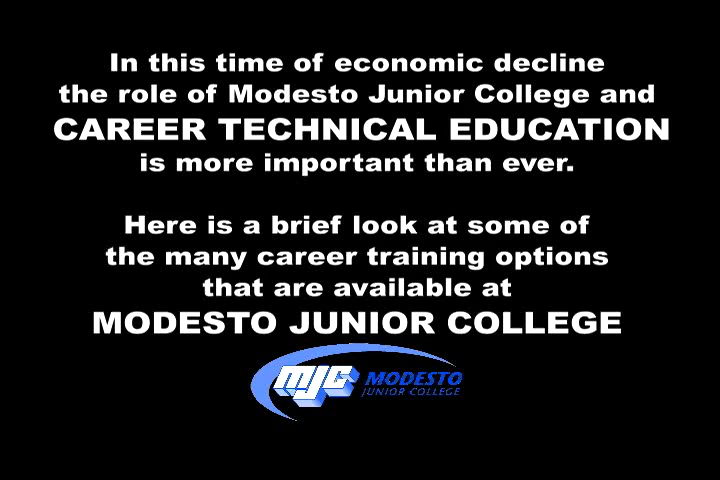 In this time of economic decline
the role of Modesto Junior College and
CAREER TECHNICAL EDUCATION
is more important than ever.
Here is a brief look at some of
the many career training options
that are available at
MODESTO JUNIOR COLLEGE
MJC MODESTO
JUNIOR COLLEGE